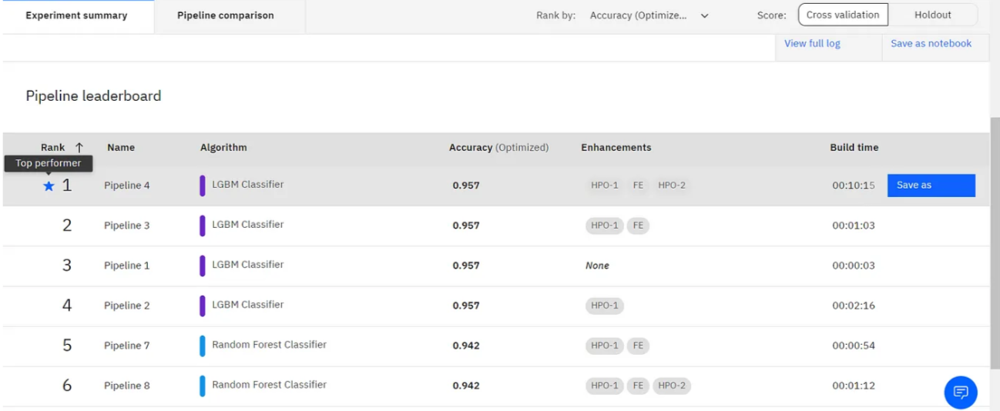 Experiment summary Pipeline comparison Rank by: Accuracy (Optimize... Score: Cross validation Holdout
View full log Save as notebook
Pipeline leaderboard
Rank Name Algorithm Accuracy (Optimized) Enhancements Build time
Top performer
1 Pipeline 4 LGBM Classifier 0.957 HPO-1 FE HPO-2 00:10:15 Save as
2 Pipeline 3 LGBM Classifier 0.957 HPO-1 FE 00:01:03
3 Pipeline 1 LGBM Classifier 0.957 None 00:00:03
4 Pipeline 2 LGBM Classifier 0.957 HPO-1 00:02:16
5 Pipeline 7 Random Forest Classifier 0.942 HPO-1 FE 00:00:54
6 Pipeline 8 Random Forest Classifier 0.942 HPO-1 FE HPO-2 00:01:12